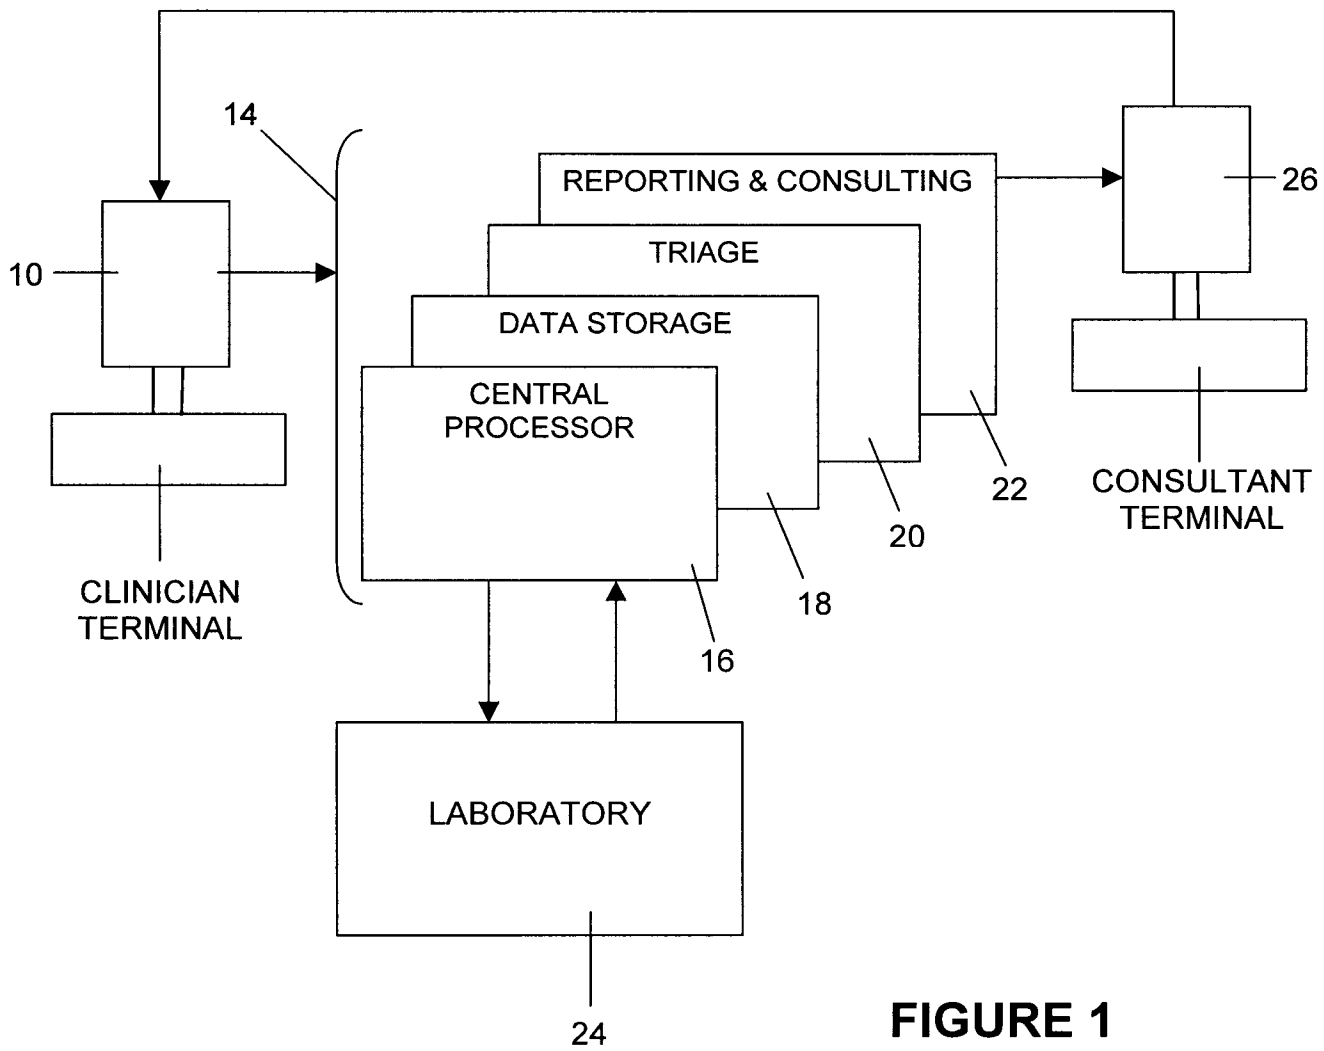 14
REPORTING & CONSULTING
26
TRIAGE
10
DATA STORAGE
CENTRAL
PROCESSOR
22
CONSULTANT
TERMINAL
20
18
CLINICIAN
TERMINAL
16
LABORATORY
24
FIGURE 1